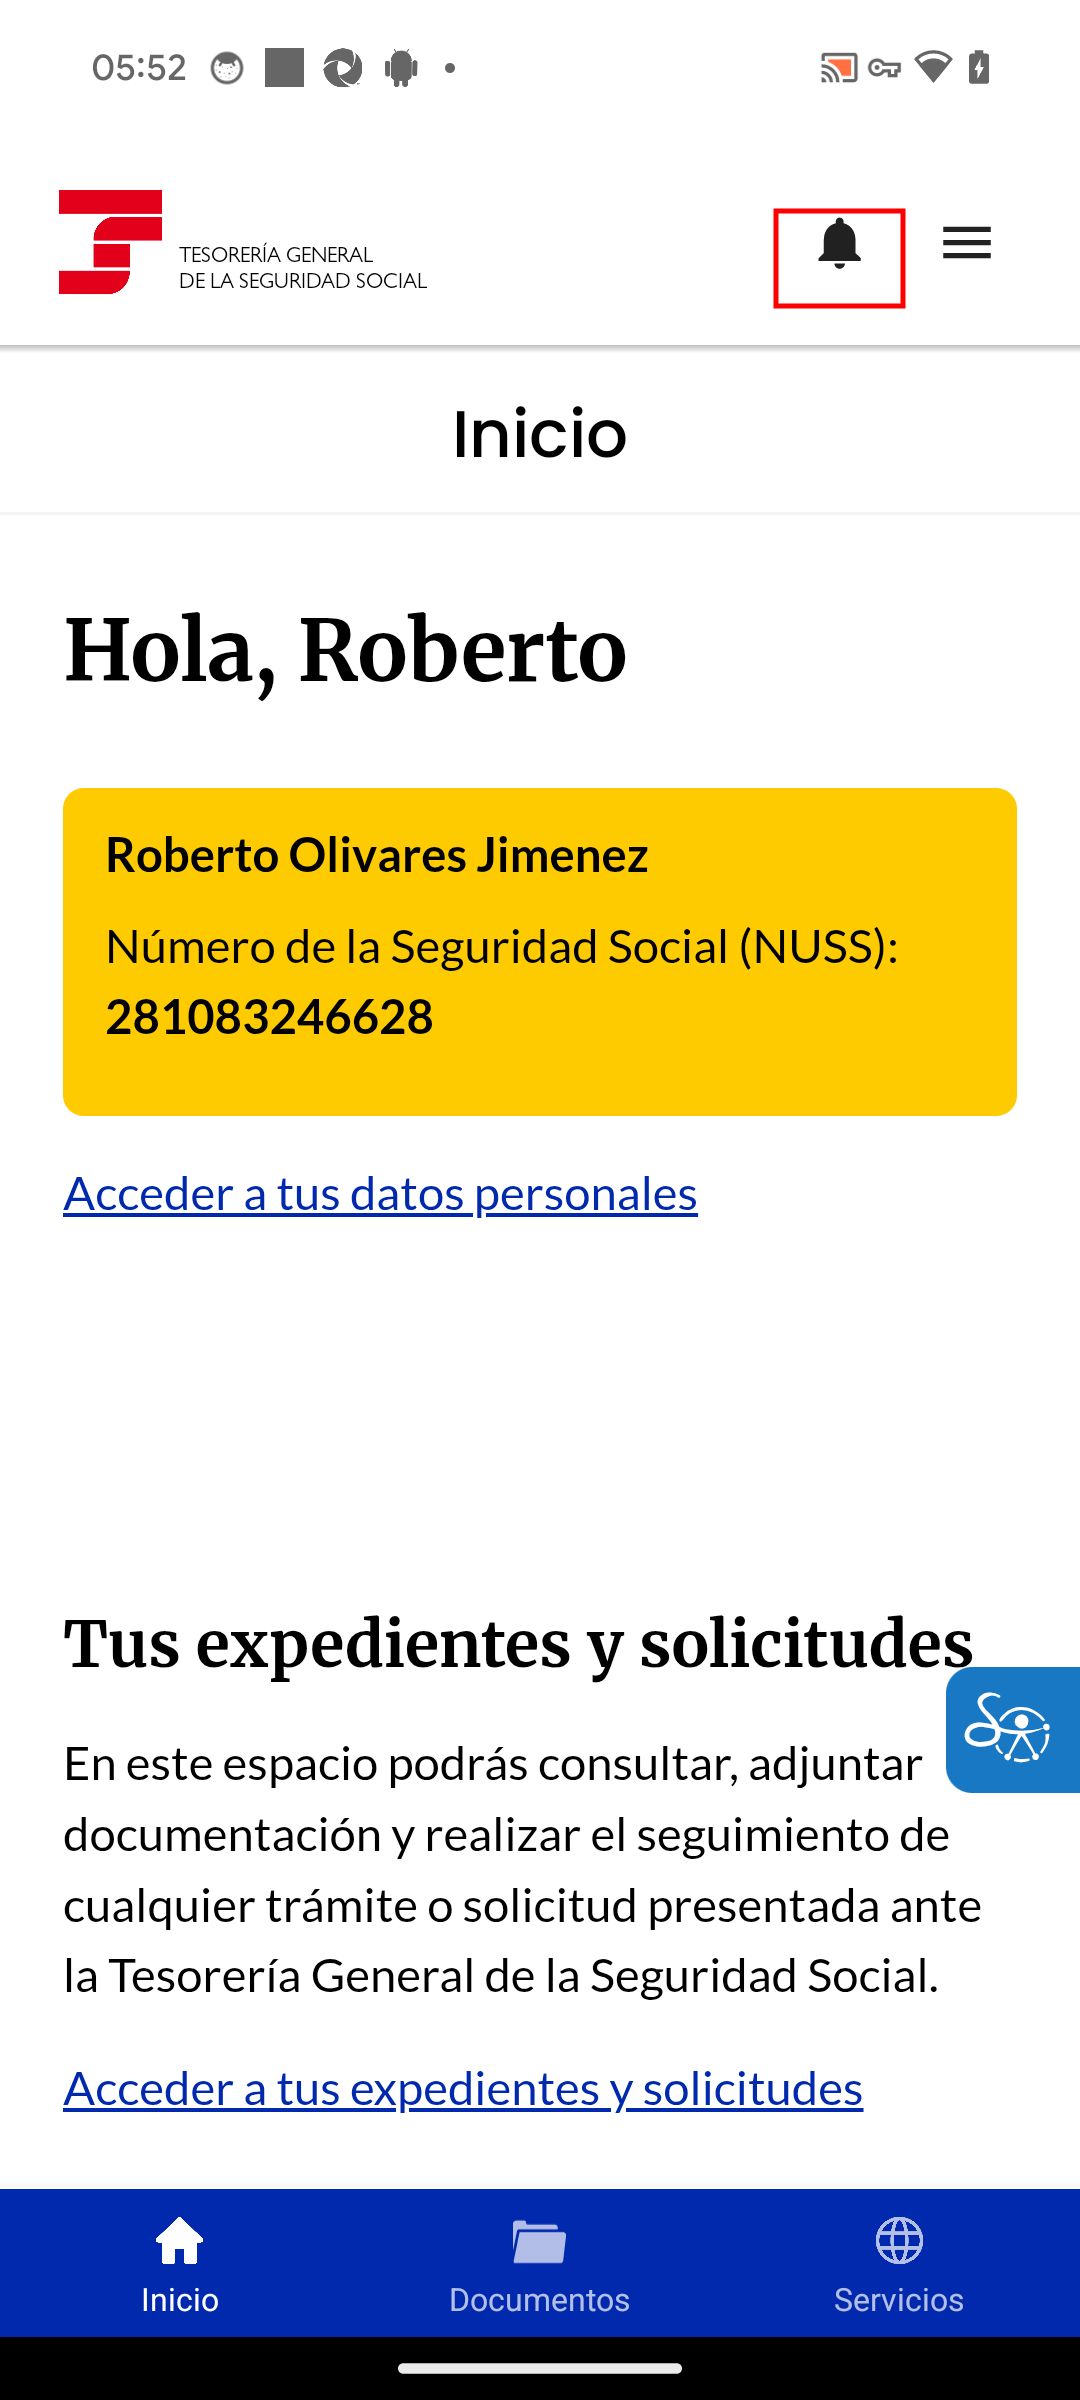 05:52
TESORERÍA GENERAL
DE LA SEGURIDAD SOCIAL
Inicio
Hola, Roberto
Roberto Olivares Jimenez
Número de la Seguridad Social (NUSS):
281083246628
Acceder a tus datos personales
Tus expedientes y solicitudes
En este espacio podrás consultar, adjuntar
documentación y realizar el seguimiento de
cualquier trámite o solicitud presentada ante
la Tesorería General de la Seguridad Social.
Acceder a tus expedientes y solicitudes
Inicio
Documentos
Servicios